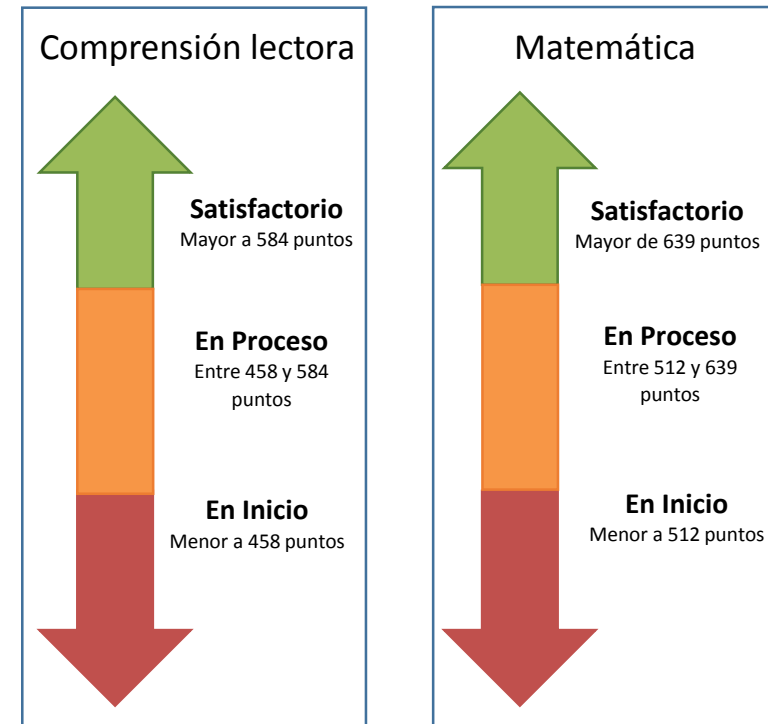 Comprensión lectora
Satisfactorio
Mayor a 584 puntos
En Proceso
Entre 458 y 584
puntos
En Inicio
Menor a 458 puntos
Matemática
Satisfactorio
Mayor de 639 puntos
En Proceso
Entre 512 y 639
puntos
En Inicio
Menor a 512 puntos